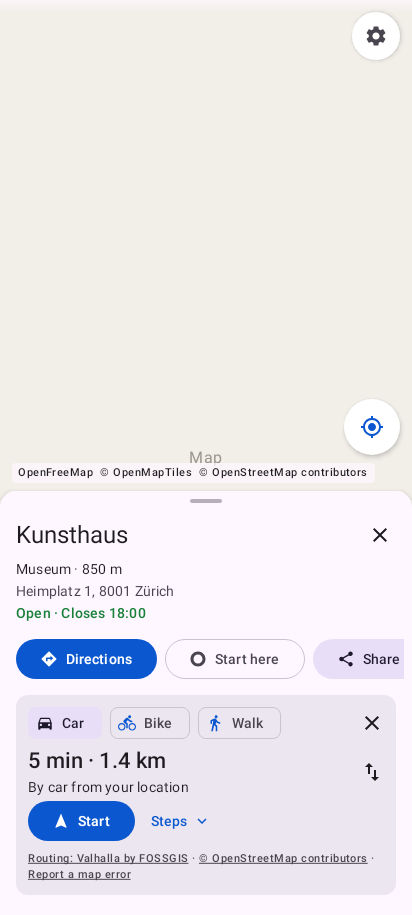 Map
OpenFreeMap © OpenMapTiles © OpenStreetMap contributors
Kunsthaus
Museum · 850 m
Heimplatz 1, 8001 Zürich
Open · Closes 18:00
Directions Start here Share
Car Bike Walk
5 min · 1.4 km
By car from your location
Start Steps
Routing: Valhalla by FOSSGIS · © OpenStreetMap contributors ·
Report a map error